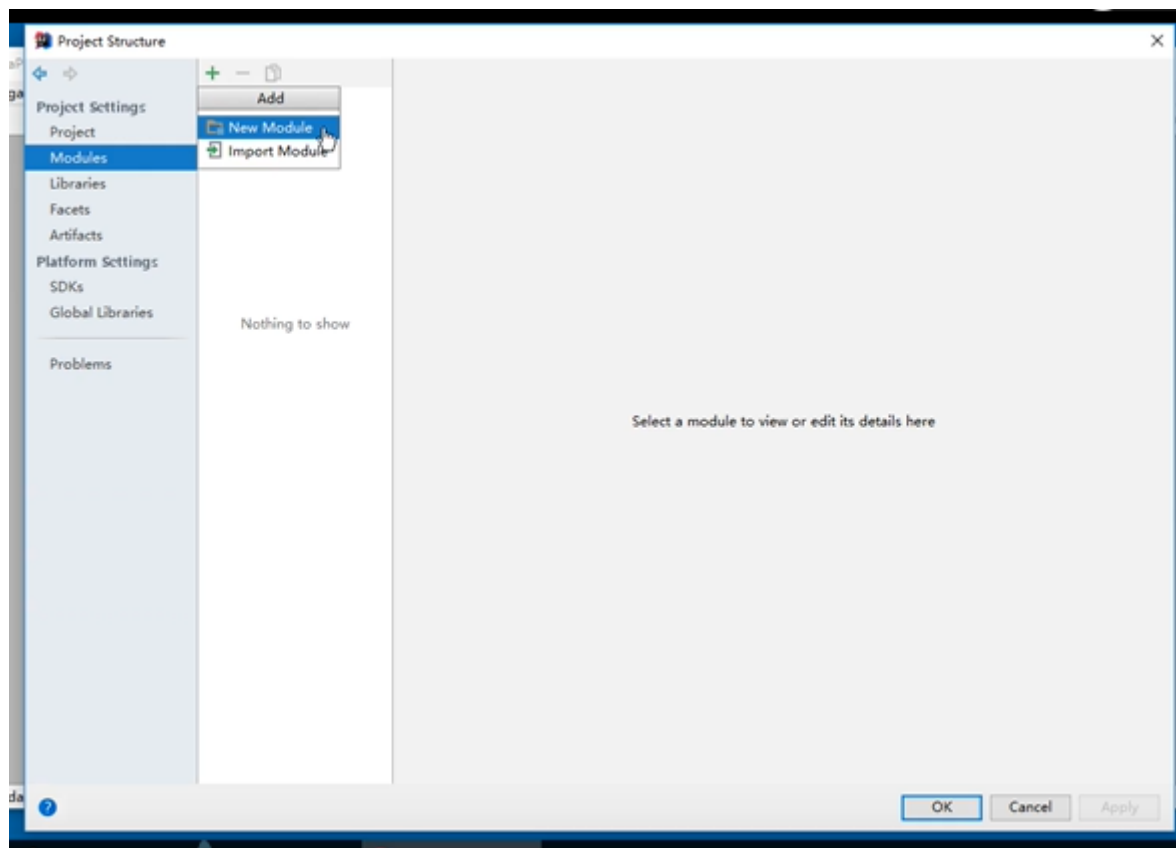 Project Structure
Project Settings
Project
Modules
Libraries
Facets
Artifacts
Platform Settings
SDKs
Global Libraries
Problems
Add
New Module
Import Module
Nothing to show
Select a module to view or edit its details here
OK
Cancel
Apply